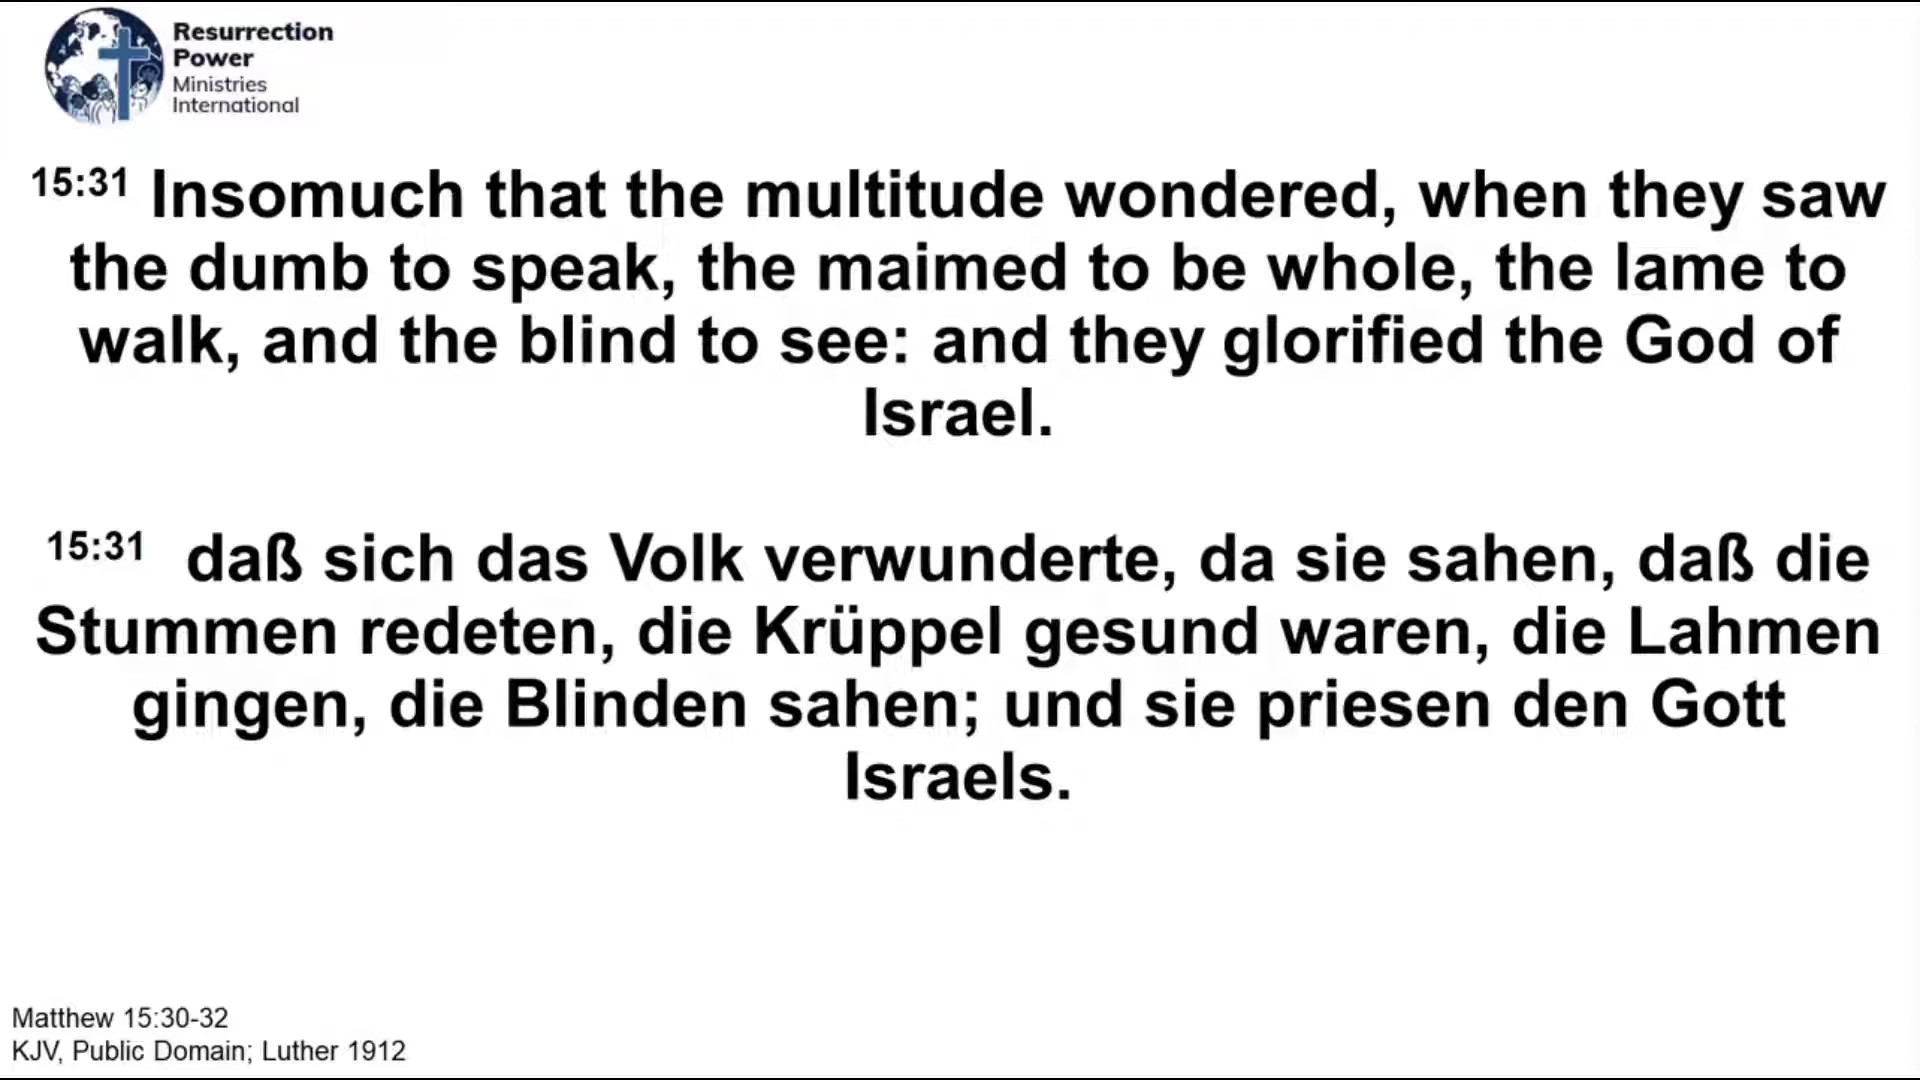 Resurrection
Power
Ministries
International
15:31 Insomuch that the multitude wondered, when they saw
the dumb to speak, the maimed to be whole, the lame to
walk, and the blind to see: and they glorified the God of
Israel.
15:31 daß sich das Volk verwunderte, da sie sahen, daß die
Stummen redeten, die Krüppel gesund waren, die Lahmen
gingen, die Blinden sahen; und sie priesen den Gott
Israels.
Matthew 15:30-32
KJV, Public Domain; Luther 1912